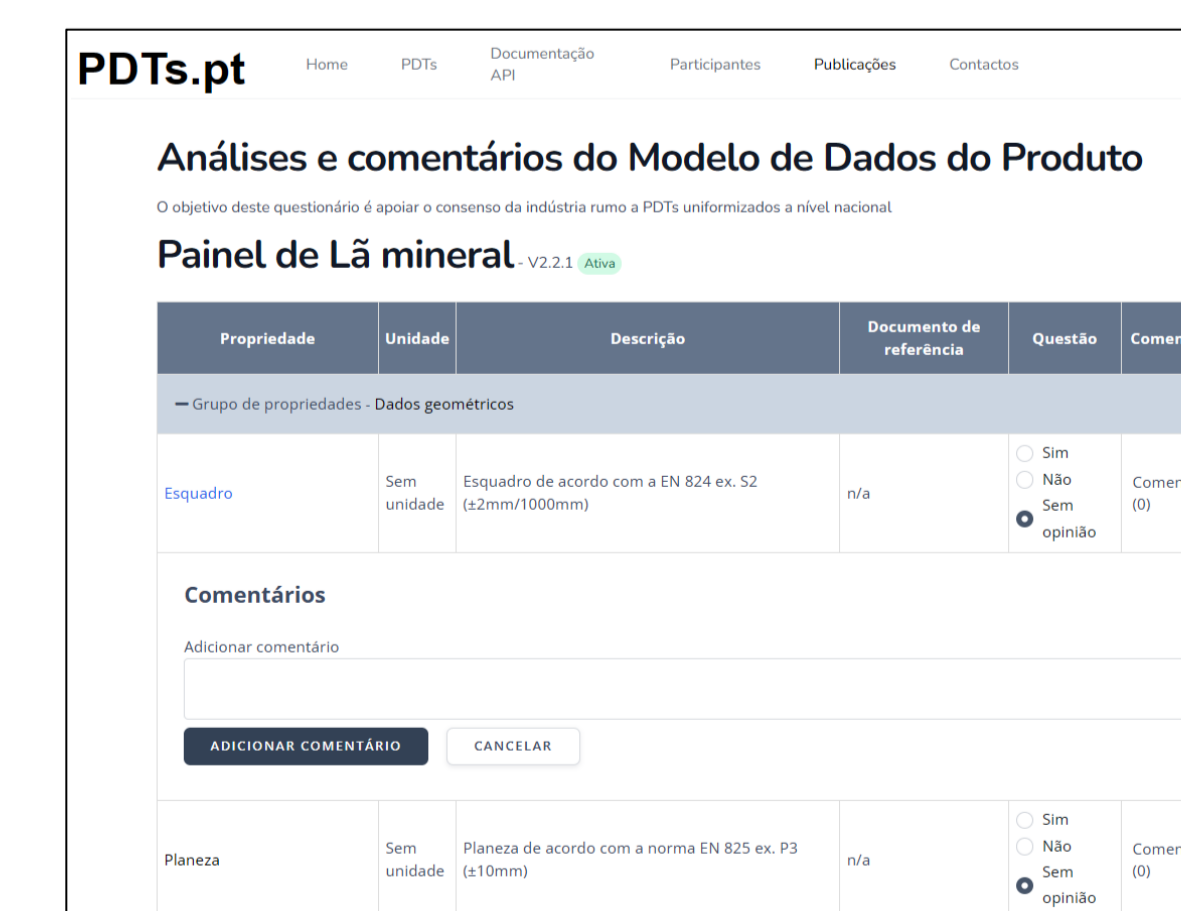 PDTs.pt
Home
PDTs
Documentação
API
Participantes
Publicações
Contactos
Análises e comentários do Modelo de Dados do Produto
O objetivo deste questionário é apoiar o consenso da indústria rumo a PDTs uniformizados a nível nacional
Painel de Lã mineral - V2.2.1 Ativa
Propriedade
Unidade
Descrição
Documento de
referência
Questão
Grupo de propriedades - Dados geométricos
Esquadro
Sem
unidade
Esquadro de acordo com a EN 824 ex. S2
(±2mm/1000mm)
n/a
Sim
Não
Sem
opinião
(0)
Comentários
Adicionar comentário
ADICIONAR COMENTÁRIO
CANCELAR
Planeza
Sem
unidade
Planeza de acordo com a norma EN 825 ex. P3
(±10mm)
n/a
Sim
Não
Sem
opinião
(0)